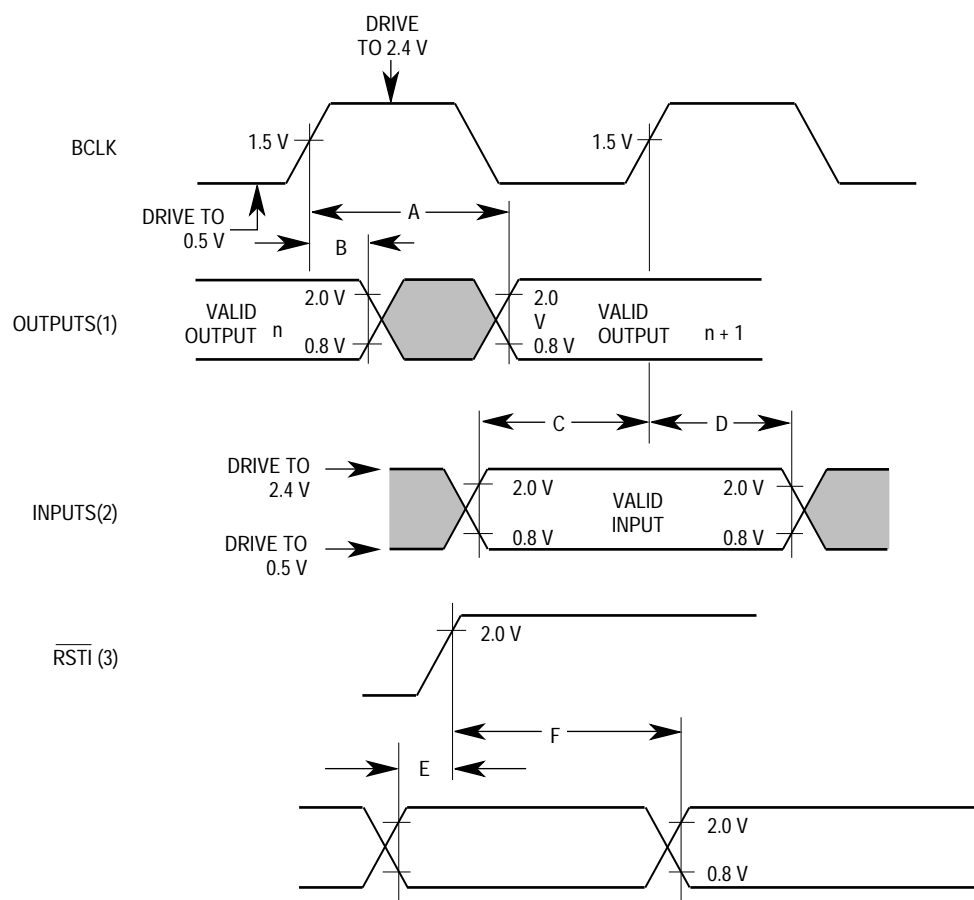 DRIVE
TO 2.4 V
BCLK
1.5 V
1.5 V
DRIVE TO
0.5 V
A
B
OUTPUTS(1)
VALID
OUTPUT n
2.0 V
0.8 V
2.0
V
0.8 V
VALID
OUTPUT n + 1
C
D
INPUTS(2)
DRIVE TO
2.4 V
DRIVE TO
0.5 V
2.0 V
0.8 V
VALID
INPUT
2.0 V
0.8 V
RSTI (3)
2.0 V
F
E
2.0 V
0.8 V